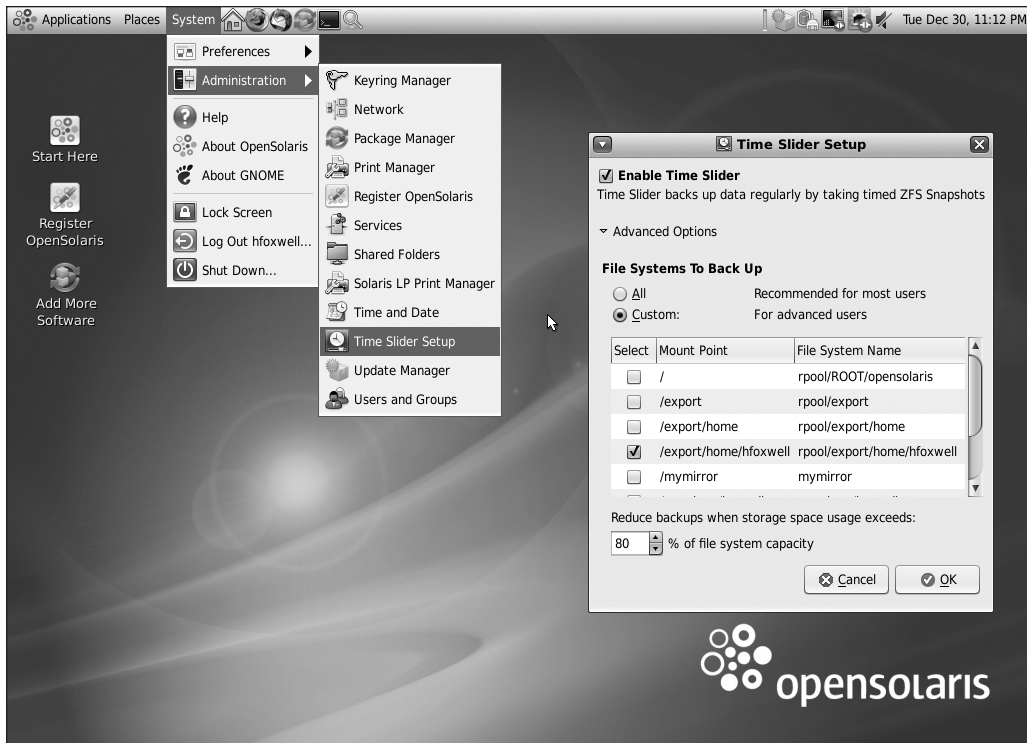 Applications Places System Tue Dec 30, 11:12 PM
Preferences
Administration
Help
About OpenSolaris
About GNOME
Lock Screen
Log Out hfoxwell...
Shut Down...
Keyring Manager
Network
Package Manager
Print Manager
Register OpenSolaris
Services
Shared Folders
Solaris LP Print Manager
Time and Date
Time Slider Setup
Update Manager
Users and Groups
Start Here
Register
OpenSolaris
Add More
Software
Time Slider Setup
Enable Time Slider
Time Slider backs up data regularly by taking timed ZFS Snapshots
Advanced Options
File Systems To Back Up
All Recommended for most users
Custom: For advanced users
Select Mount Point File System Name
/ rpool/ROOT/opensolaris
/export rpool/export
/export/home rpool/export/home
/export/home/hfoxwell rpool/export/home/hfoxwell
/mymirror mymirror
Reduce backups when storage space usage exceeds:
80 % of file system capacity
Cancel OK
opensolaris